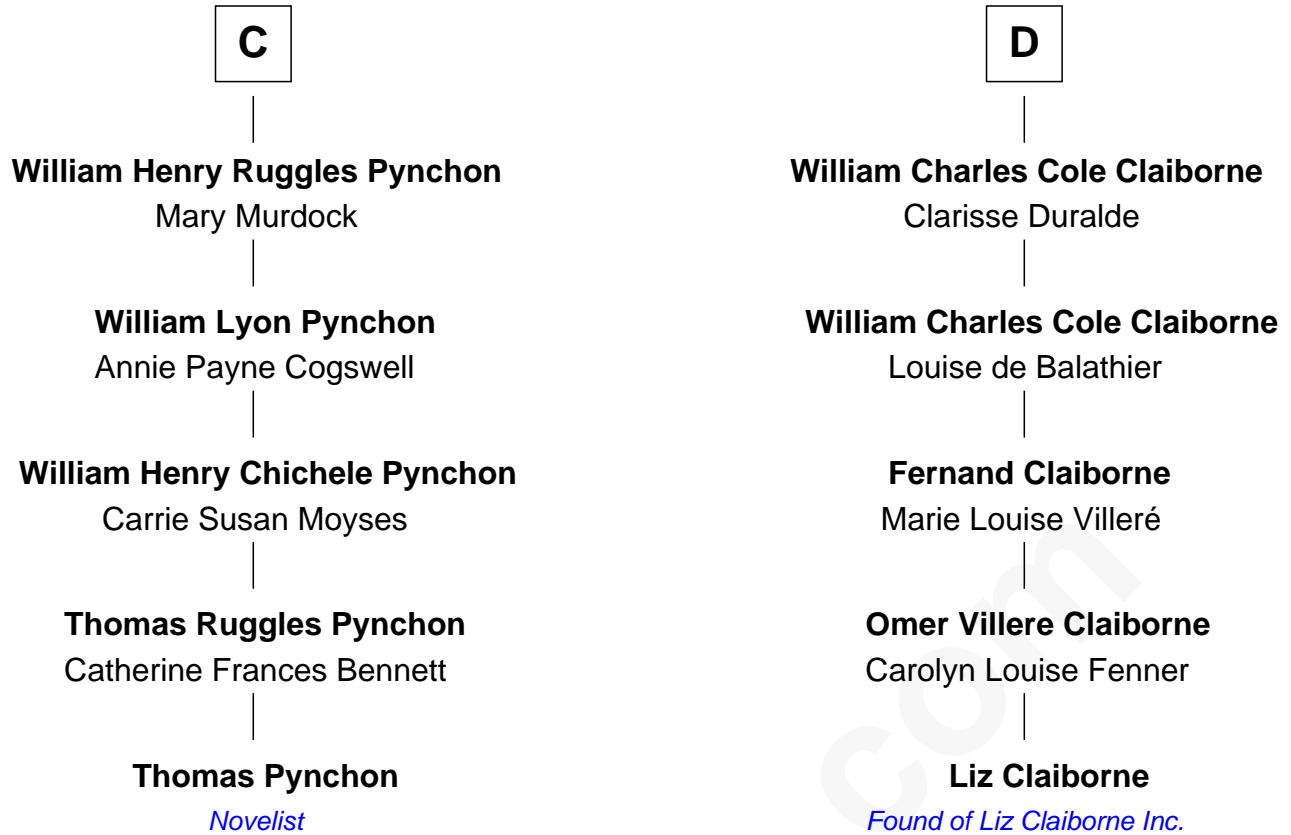 C
William Henry Ruggles Pynchon
Mary Murdock
William Lyon Pynchon
Annie Payne Cogswell
William Henry Chichele Pynchon
Carrie Susan Moyses
Thomas Ruggles Pynchon
Catherine Frances Bennett
Thomas Pynchon
Novelist
D
William Charles Cole Claiborne
Clarisse Duralde
William Charles Cole Claiborne
Louise de Balathier
Fernand Claiborne
Marie Louise Villeré
Omer Villere Claiborne
Carolyn Louise Fenner
Liz Claiborne
Found of Liz Claiborne Inc.
com